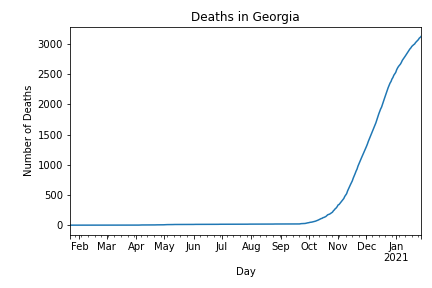 Deaths in Georgia
Number of Deaths
3000
2500
2000
1500
1000
500
0
Feb Mar Apr May Jun Jul Aug Sep Oct Nov Dec Jan
2021
Day